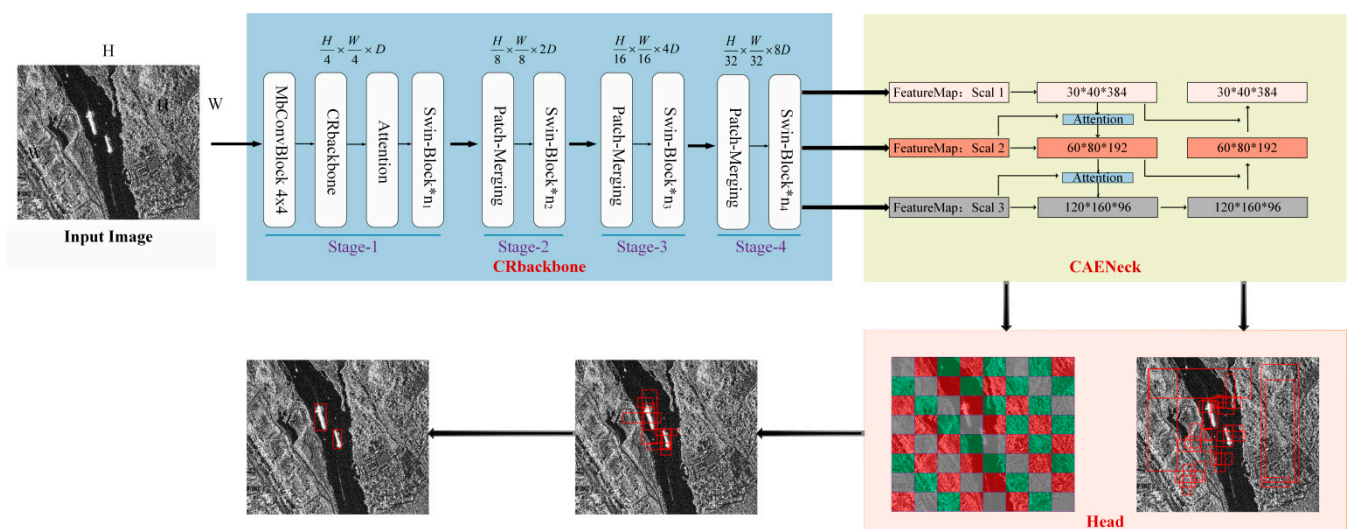 H
W
H
W
Input Image
H/4 × W/4 × D
H/8 × W/8 × 2D
H/16 × W/16 × 4D
H/32 × W/32 × 8D
MbConvBlock 4x4
CRbackbone
Attention
Swin-Block*n₁
Patch-Merging
Swin-Block*n₂
Patch-Merging
Swin-Block*n₃
Patch-Merging
Swin-Block*n₄
Stage-1
Stage-2
Stage-3
Stage-4
CRbackbone
FeatureMap: Scal 1
30*40*384
30*40*384
Attention
FeatureMap: Scal 2
60*80*192
60*80*192
Attention
FeatureMap: Scal 3
120*160*96
120*160*96
CAENeck
Head